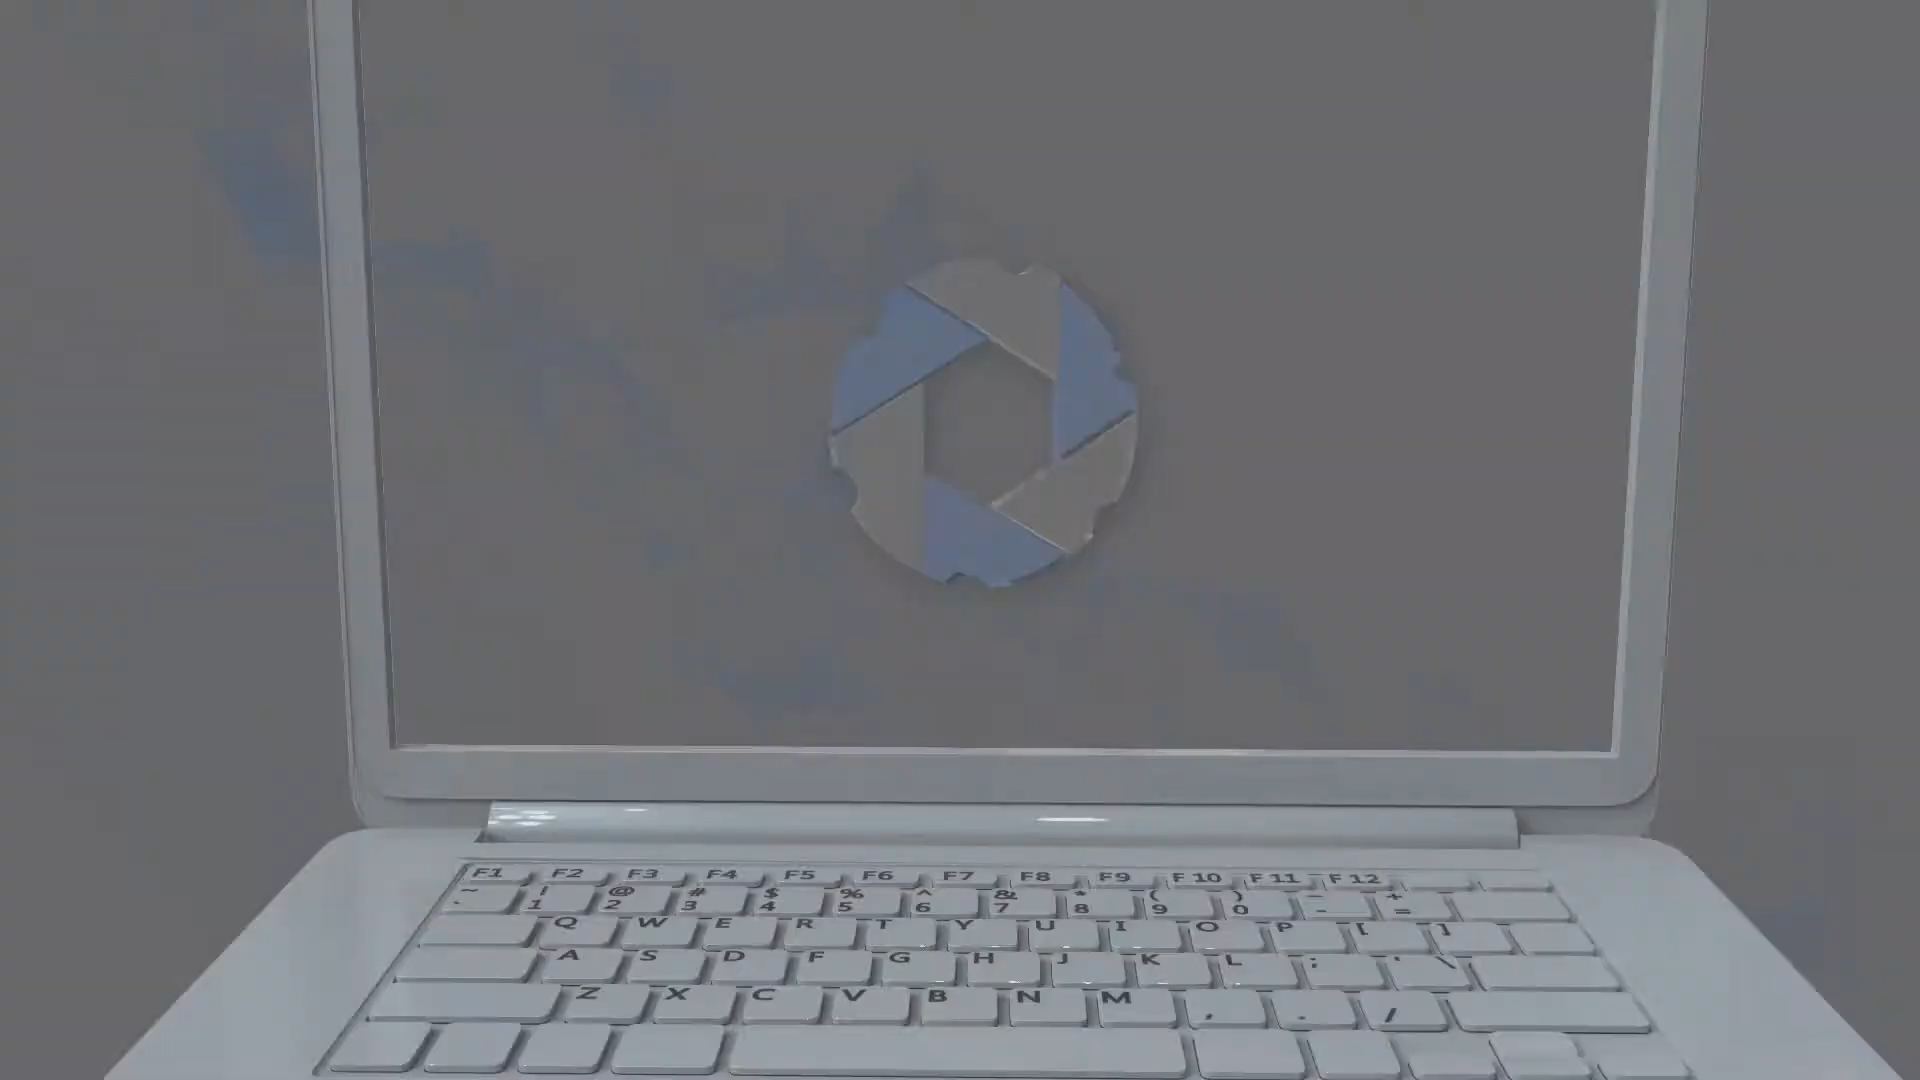 F1 F2 F3 F4 F5 F6 F7 F8 F9 F10 F11 F12
~ ! @ # $ % ^ & * ( ) _ +
` 1 2 3 4 5 6 7 8 9 0 - =
Q W E R T Y U I O P [ ]
A S D F G H J K L ; ' \
Z X C V B N M , . /